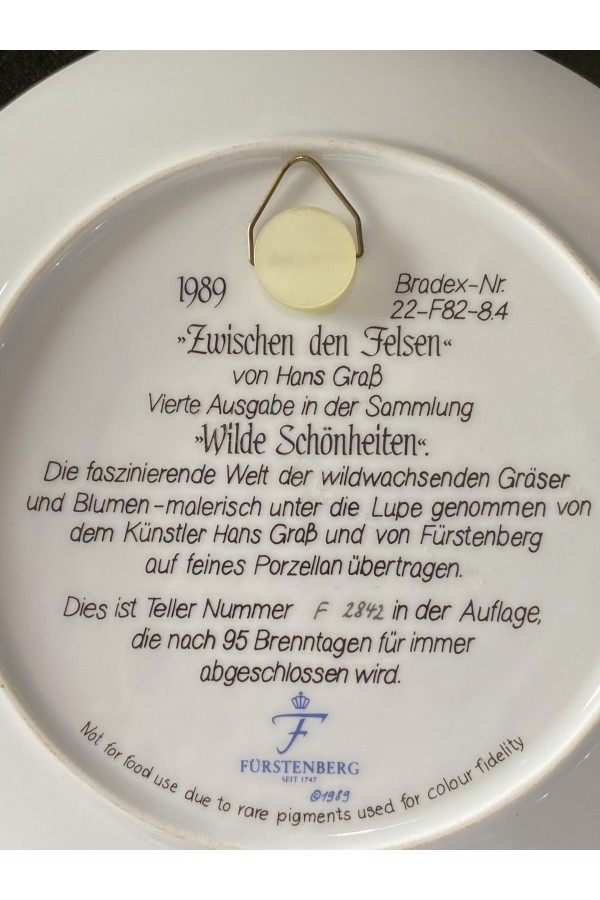 1989
Bradex-Nr.
22-F82-8.4
»Zwischen den Felsen«
von Hans Graß
Vierte Ausgabe in der Sammlung
»Wilde Schönheiten«.
Die faszinierende Welt der wildwachsenden Gräser
und Blumen-malerisch unter die Lupe genommen von
dem Künstler Hans Graß und von Fürstenberg
auf feines Porzellan übertragen.
Dies ist Teller Nummer F 2842 in der Auflage,
die nach 95 Brenntagen für immer
abgeschlossen wird.
F
FÜRSTENBERG
SEIT 1747
©1989
Not for food use due to rare pigments used for colour fidelity